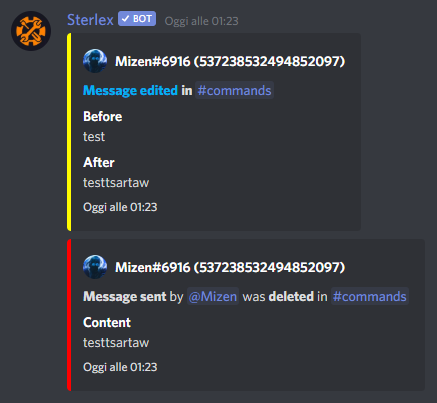 Sterlex ✓ BOT Oggi alle 01:23
Mizen#6916 (537238532494852097)
Message edited in #commands
Before
test
After
testtsartaw
Oggi alle 01:23
Mizen#6916 (537238532494852097)
Message sent by @Mizen was deleted in #commands
Content
testtsartaw
Oggi alle 01:23